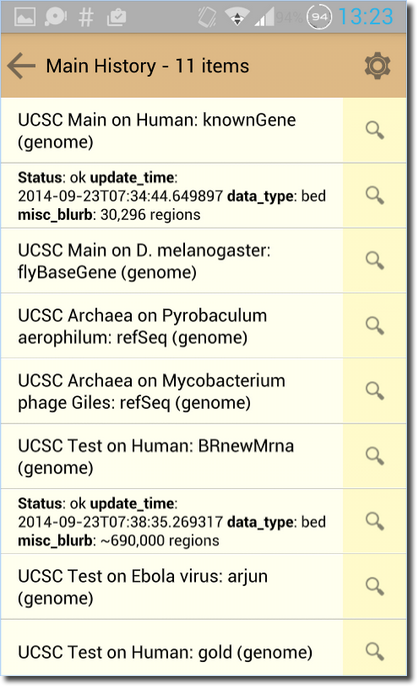 94% 94 13:23
Main History - 11 items
UCSC Main on Human: knownGene
(genome)
Status: ok update_time:
2014-09-23T07:34:44.649897 data_type: bed
misc_blurb: 30,296 regions
UCSC Main on D. melanogaster:
flyBaseGene (genome)
UCSC Archaea on Pyrobaculum
aerophilum: refSeq (genome)
UCSC Archaea on Mycobacterium
phage Giles: refSeq (genome)
UCSC Test on Human: BRnewMrna
(genome)
Status: ok update_time:
2014-09-23T07:38:35.269317 data_type: bed
misc_blurb: ~690,000 regions
UCSC Test on Ebola virus: arjun
(genome)
UCSC Test on Human: gold (genome)